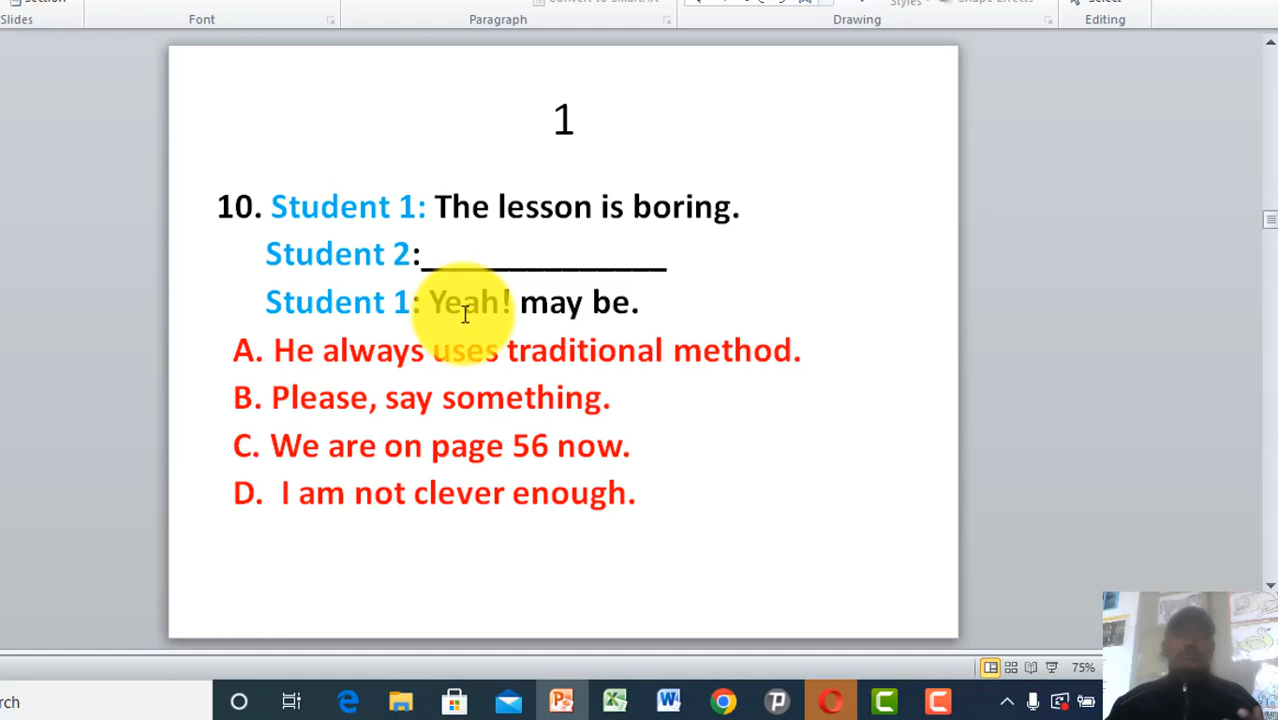 Slides
Font
Paragraph
Drawing
Editing
1
10. Student 1: The lesson is boring.
Student 2:______________
Student 1: Yeah! may be.
A. He always uses traditional method.
B. Please, say something.
C. We are on page 56 now.
D. I am not clever enough.
75%
rch